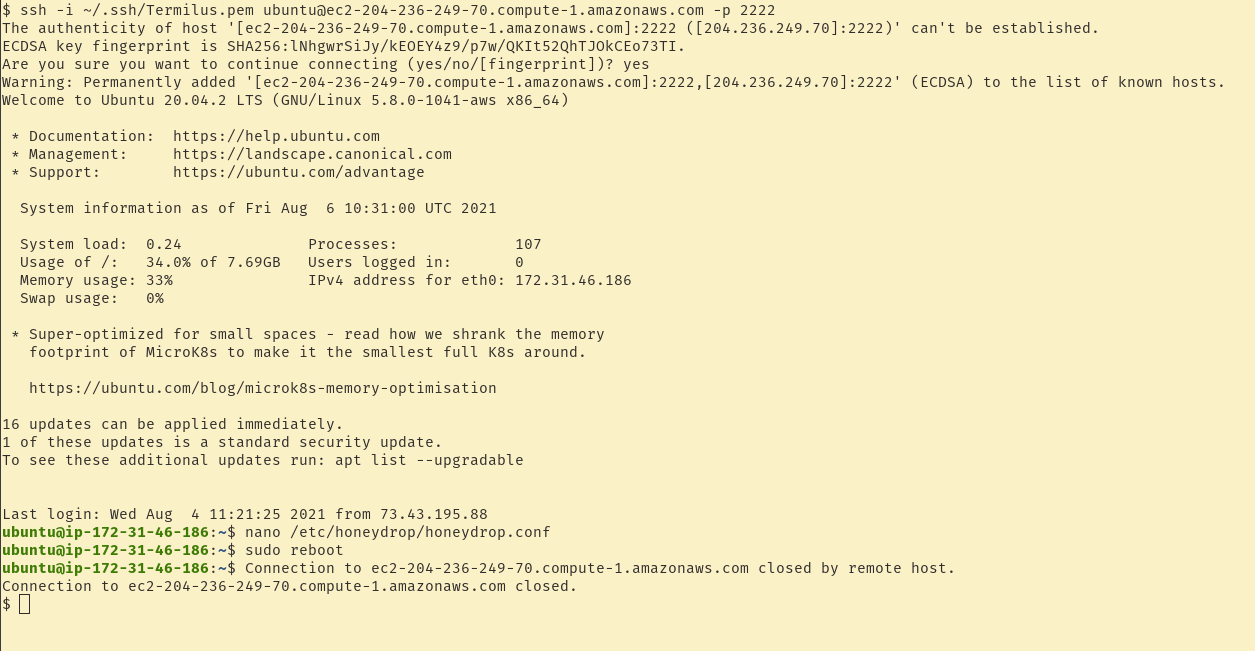 $ ssh -i ~/.ssh/Termilus.pem ubuntu@ec2-204-236-249-70.compute-1.amazonaws.com -p 2222
The authenticity of host '[ec2-204-236-249-70.compute-1.amazonaws.com]:2222 ([204.236.249.70]:2222)' can't be established.
ECDSA key fingerprint is SHA256:lNhgwrSiJy/kEOEY4z9/p7w/QKIt52QhTJOkCEo73TI.
Are you sure you want to continue connecting (yes/no/[fingerprint])? yes
Warning: Permanently added '[ec2-204-236-249-70.compute-1.amazonaws.com]:2222,[204.236.249.70]:2222' (ECDSA) to the list of known hosts.
Welcome to Ubuntu 20.04.2 LTS (GNU/Linux 5.8.0-1041-aws x86_64)

 * Documentation:  https://help.ubuntu.com
 * Management:     https://landscape.canonical.com
 * Support:        https://ubuntu.com/advantage

  System information as of Fri Aug  6 10:31:00 UTC 2021

  System load:  0.24              Processes:             107
  Usage of /:   34.0% of 7.69GB   Users logged in:       0
  Memory usage: 33%               IPv4 address for eth0: 172.31.46.186
  Swap usage:   0%

 * Super-optimized for small spaces - read how we shrank the memory
   footprint of MicroK8s to make it the smallest full K8s around.

   https://ubuntu.com/blog/microk8s-memory-optimisation

16 updates can be applied immediately.
1 of these updates is a standard security update.
To see these additional updates run: apt list --upgradable


Last login: Wed Aug  4 11:21:25 2021 from 73.43.195.88
ubuntu@ip-172-31-46-186:~$ nano /etc/honeydrop/honeydrop.conf
ubuntu@ip-172-31-46-186:~$ sudo reboot
ubuntu@ip-172-31-46-186:~$ Connection to ec2-204-236-249-70.compute-1.amazonaws.com closed by remote host.
Connection to ec2-204-236-249-70.compute-1.amazonaws.com closed.
$